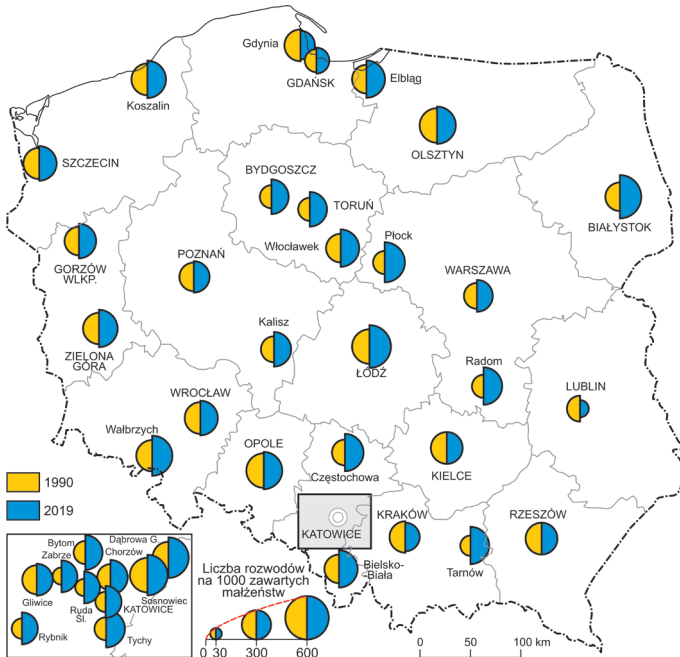 Gdynia
GDAŃSK
Elbląg
Koszalin
OLSZTYN
SZCZECIN
BYDGOSZCZ
TORUŃ
BIAŁYSTOK
Włocławek
Płock
GORZÓW
WLKP.
POZNAŃ
WARSZAWA
Kalisz
ZIELONA
GÓRA
ŁÓDŹ
Radom
LUBLIN
WROCŁAW
Wałbrzych
OPOLE
Częstochowa
KIELCE
1990
2019
KATOWICE
KRAKÓW
RZESZÓW
Tarnów
Bielsko-
Biała
Dąbrowa G.
Bytom
Chorzów
Zabrze
Gliwice
Ruda
Śl.
Sosnowiec
KATOWICE
Rybnik
Tychy
Liczba rozwodów
na 1000 zawartych
małżeństw
0 30 300 600
0 50 100 km